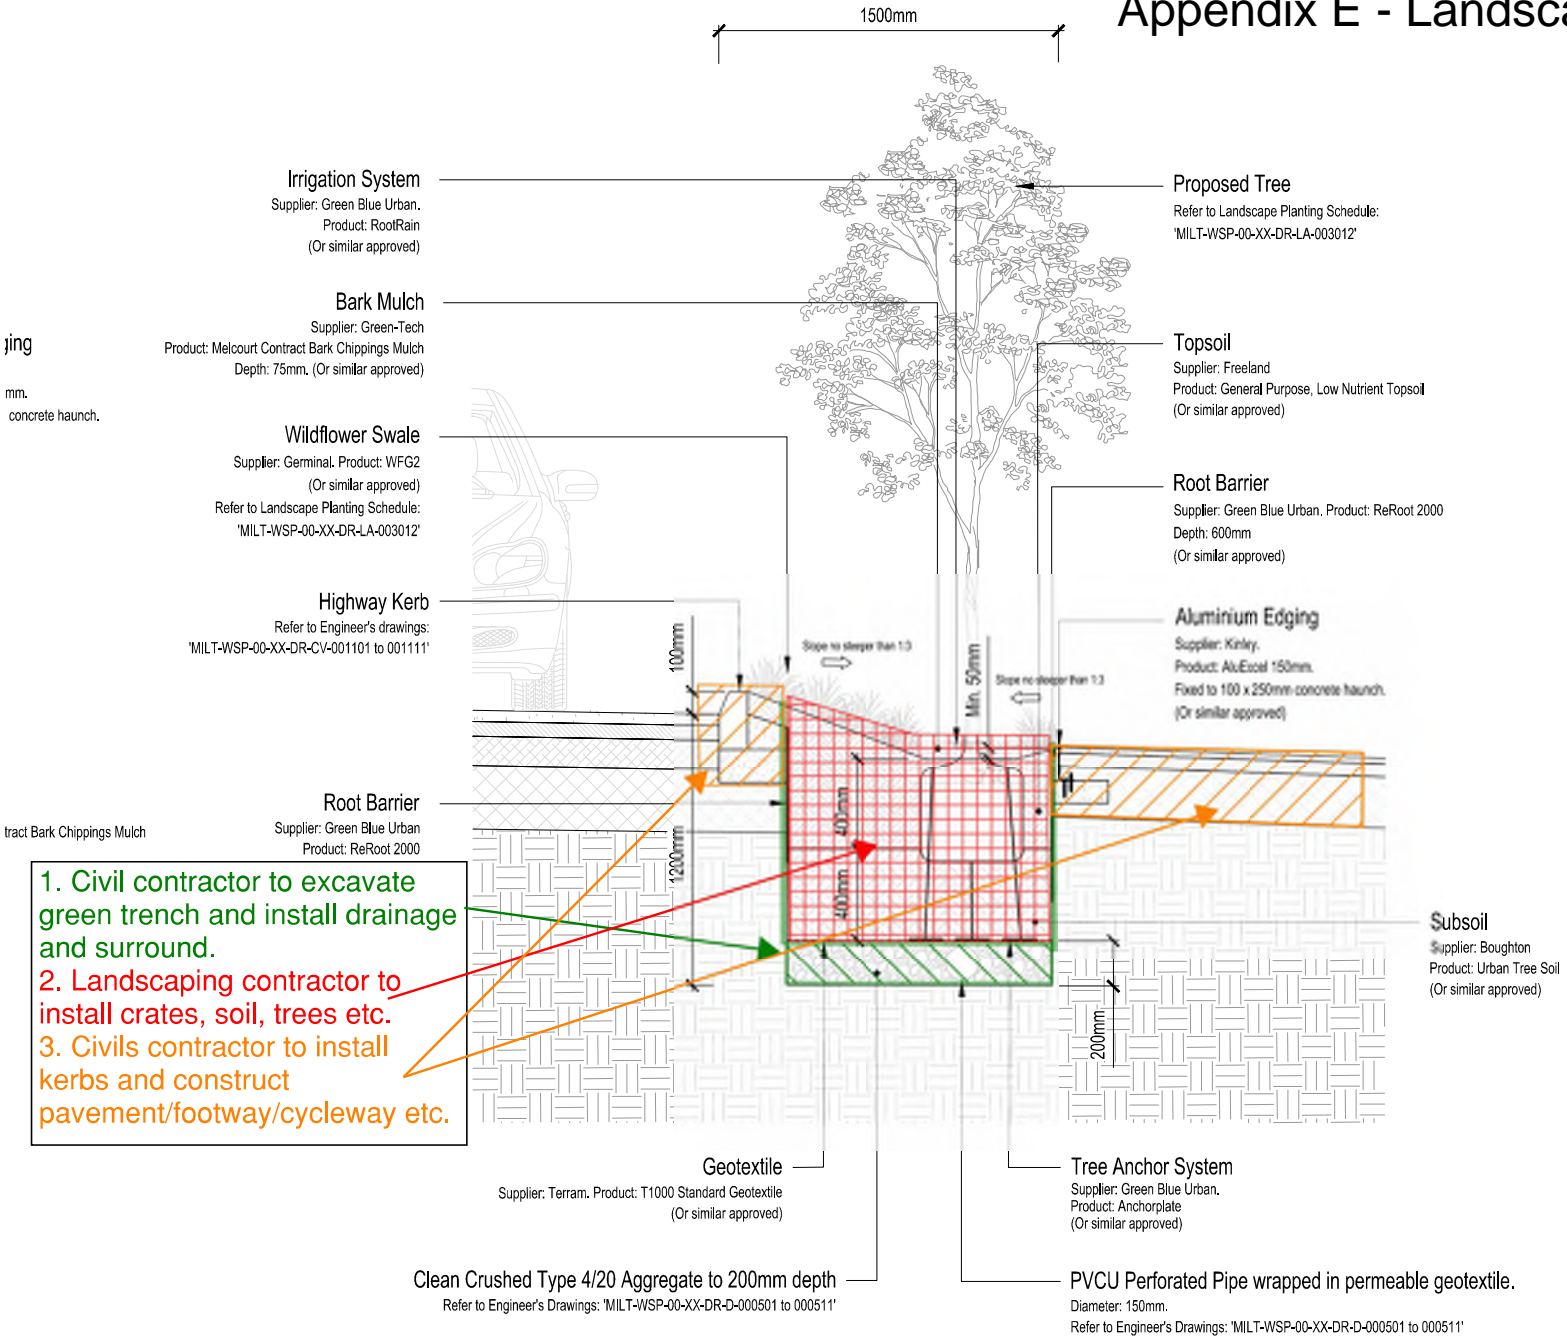 Appendix E - Landsca
1500mm
Irrigation System
Supplier: Green Blue Urban.
Product: RootRain
(Or similar approved)
Bark Mulch
Supplier: Green-Tech
Product: Melcourt Contract Bark Chippings Mulch
Depth: 75mm. (Or similar approved)
ging
mm.
concrete haunch.
Wildflower Swale
Supplier: Germinal. Product: WFG2
(Or similar approved)
Refer to Landscape Planting Schedule:
'MILT-WSP-00-XX-DR-LA-003012'
Highway Kerb
Refer to Engineer's drawings:
'MILT-WSP-00-XX-DR-CV-001101 to 001111'
Root Barrier
Supplier: Green Blue Urban
Product: ReRoot 2000
tract Bark Chippings Mulch
1. Civil contractor to excavate
green trench and install drainage
and surround.
2. Landscaping contractor to
install crates, soil, trees etc.
3. Civils contractor to install
kerbs and construct
pavement/footway/cycleway etc.
Proposed Tree
Refer to Landscape Planting Schedule:
'MILT-WSP-00-XX-DR-LA-003012'
Topsoil
Supplier: Freeland
Product: General Purpose, Low Nutrient Topsoil
(Or similar approved)
Root Barrier
Supplier: Green Blue Urban. Product: ReRoot 2000
Depth: 600mm
(Or similar approved)
Aluminium Edging
Supplier: Kinley.
Product: AluExcel 150mm.
Fixed to 100 x 250mm concrete haunch.
(Or similar approved)
Subsoil
Supplier: Boughton
Product: Urban Tree Soil
(Or similar approved)
100mm
Slope no steeper than 1:3
Min. 50mm
Slope no steeper than 1:3
400mm
400mm
1200mm
200mm
Geotextile
Supplier: Terram. Product: T1000 Standard Geotextile
(Or similar approved)
Tree Anchor System
Supplier: Green Blue Urban.
Product: Anchorplate
(Or similar approved)
Clean Crushed Type 4/20 Aggregate to 200mm depth
Refer to Engineer's Drawings: 'MILT-WSP-00-XX-DR-D-000501 to 000511'
PVCU Perforated Pipe wrapped in permeable geotextile.
Diameter: 150mm.
Refer to Engineer's Drawings: 'MILT-WSP-00-XX-DR-D-000501 to 000511'